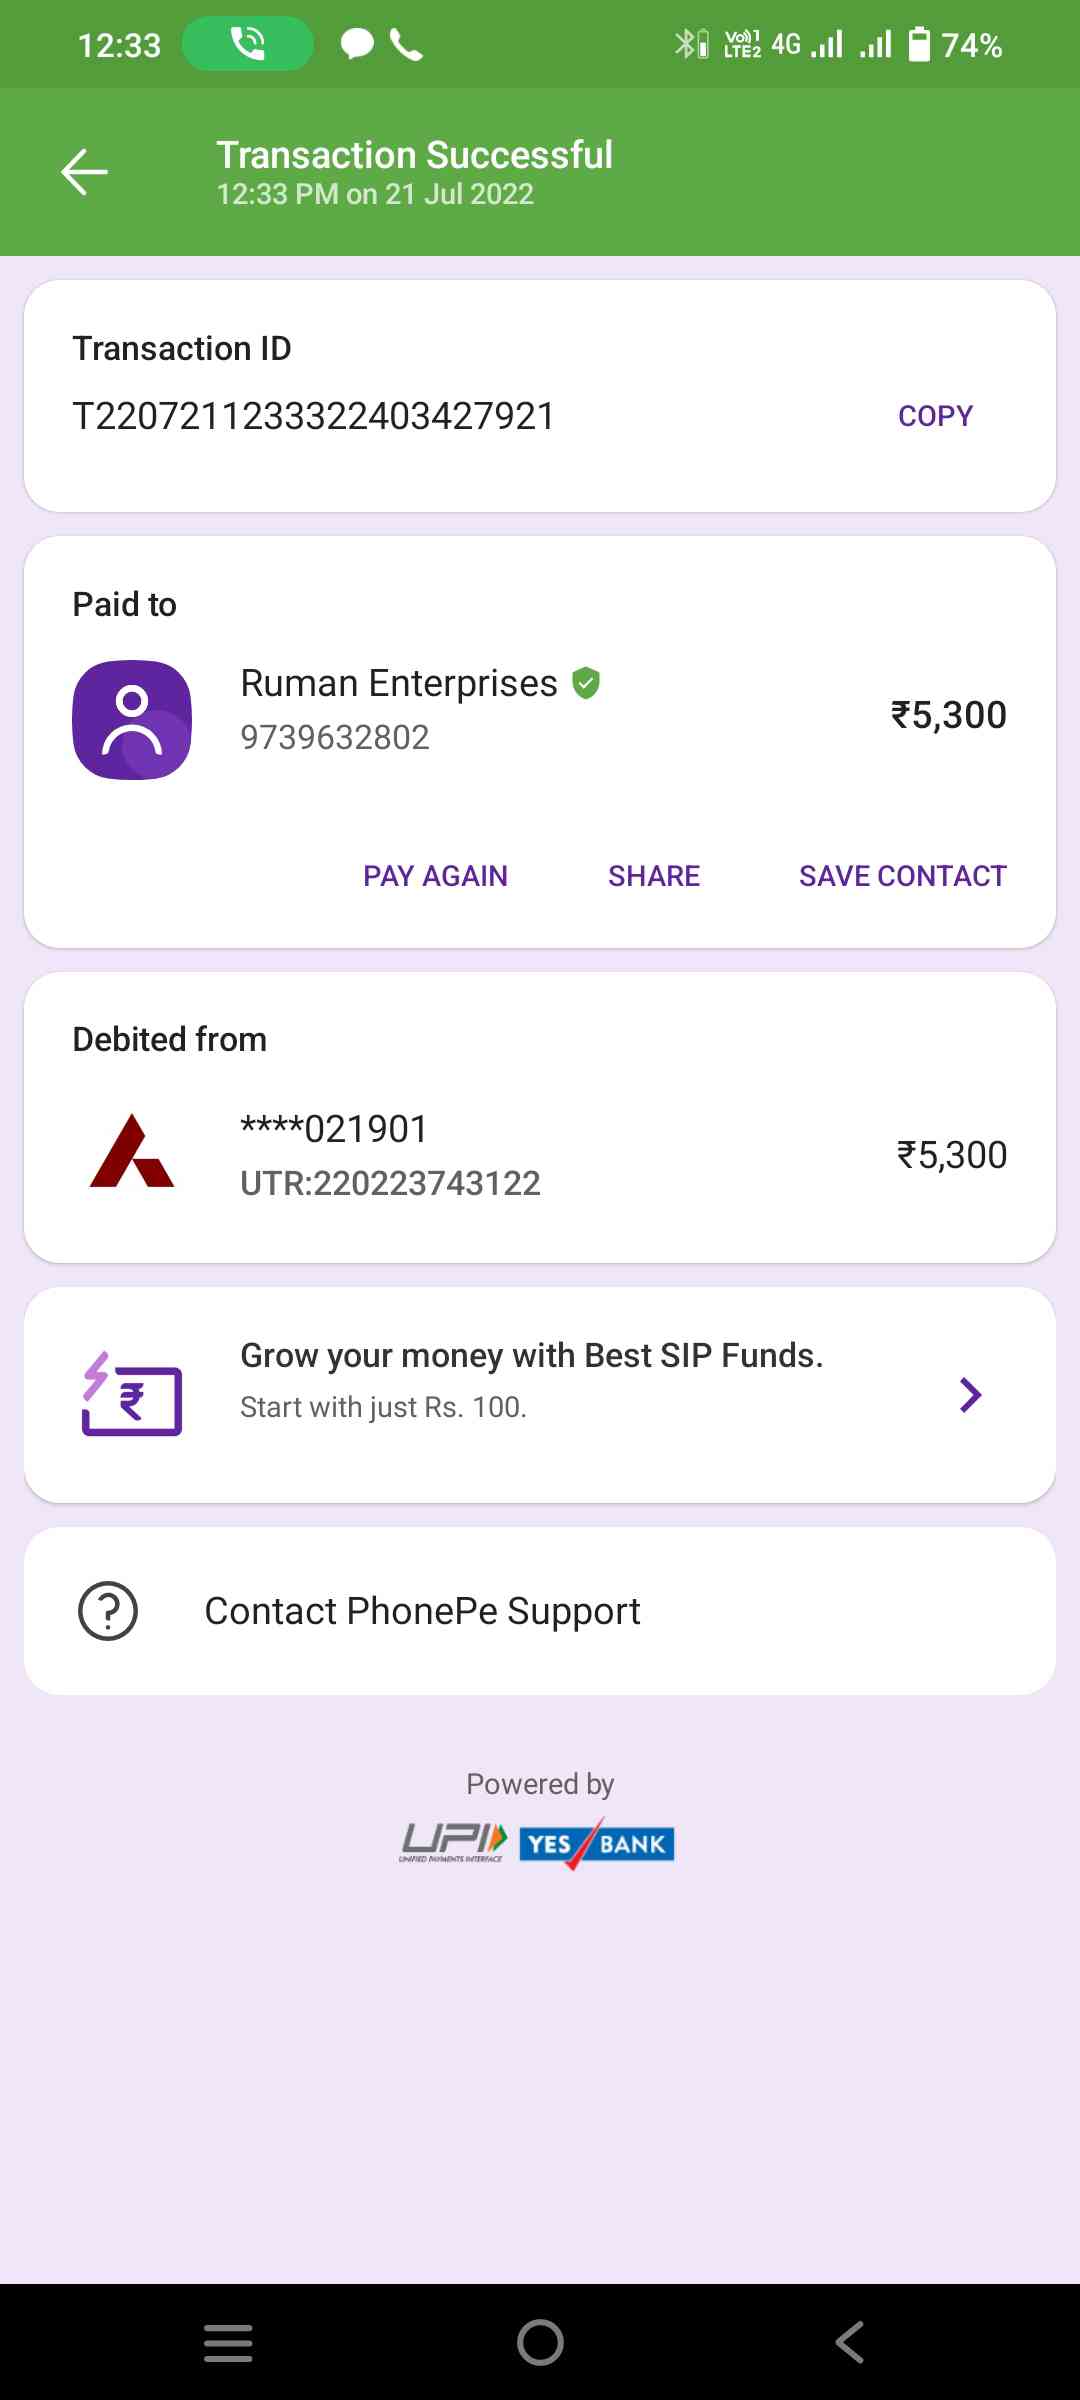 12:33
Vo)) 1
LTE2
4G
74%
Transaction Successful
12:33 PM on 21 Jul 2022
Transaction ID
T2207211233322403427921
COPY
Paid to
Ruman Enterprises
9739632802
₹5,300
PAY AGAIN
SHARE
SAVE CONTACT
Debited from
****021901
UTR:220223743122
₹5,300
Grow your money with Best SIP Funds.
Start with just Rs. 100.
₹
Contact PhonePe Support
Powered by
UPI
UNIFIED PAYMENTS INTERFACE
YES BANK